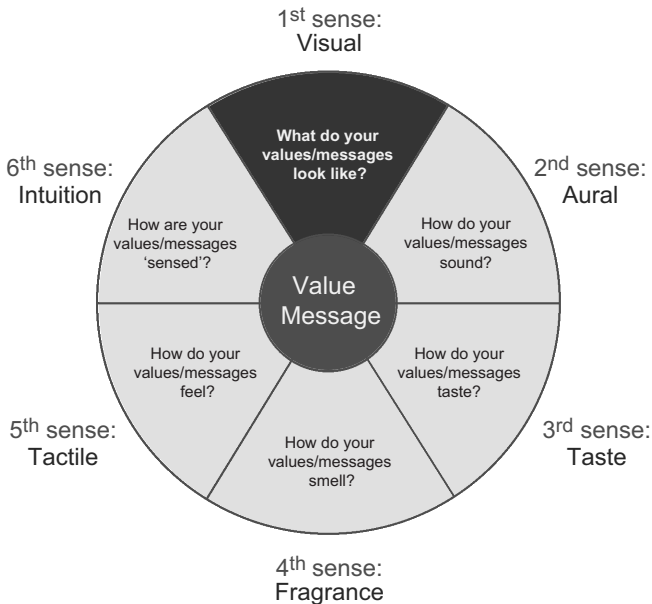 1st sense:
Visual
What do your
values/messages
look like?
2nd sense:
Aural
How do your
values/messages
sound?
3rd sense:
Taste
How do your
values/messages
taste?
4th sense:
Fragrance
How do your
values/messages
smell?
5th sense:
Tactile
How do your
values/messages
feel?
6th sense:
Intuition
How are your
values/messages
‘sensed’?
Value
Message